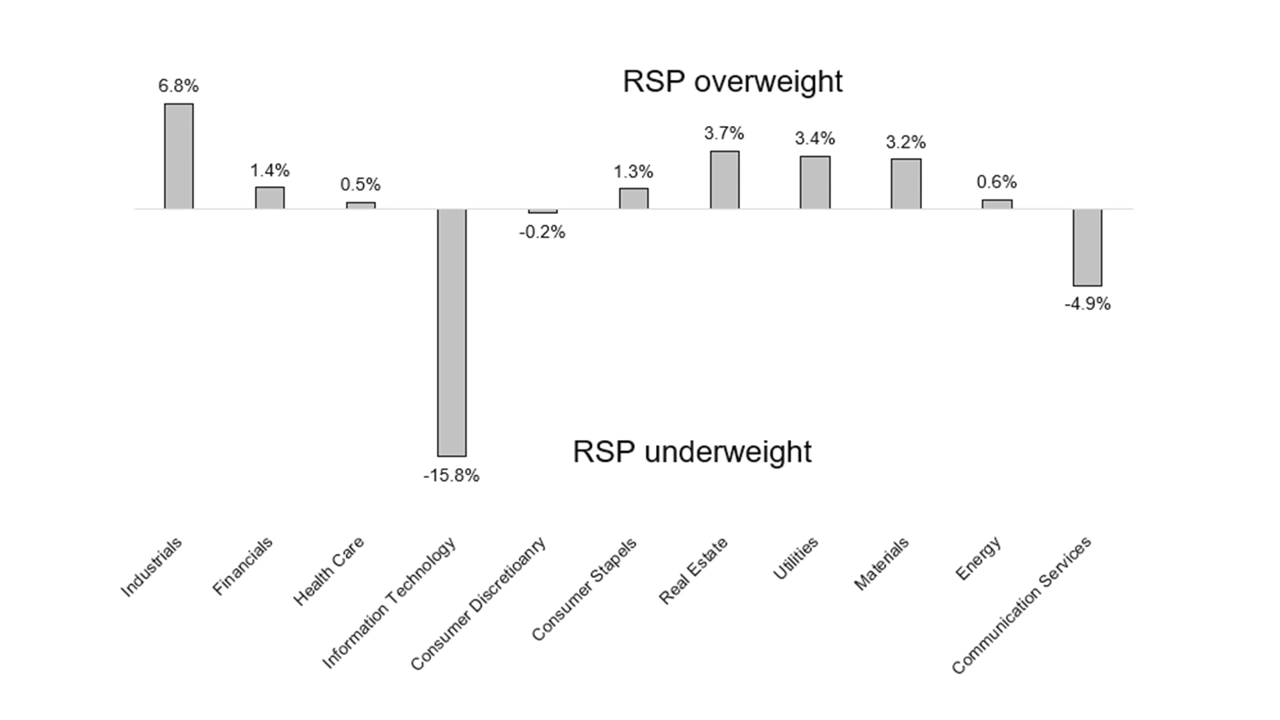 RSP overweight
6.8%
1.4%
0.5%
-15.8%
-0.2%
1.3%
3.7%
3.4%
3.2%
0.6%
-4.9%
RSP underweight
Industrials
Financials
Health Care
Information Technology
Consumer Discretioanry
Consumer Stapels
Real Estate
Utilities
Materials
Energy
Communication Services